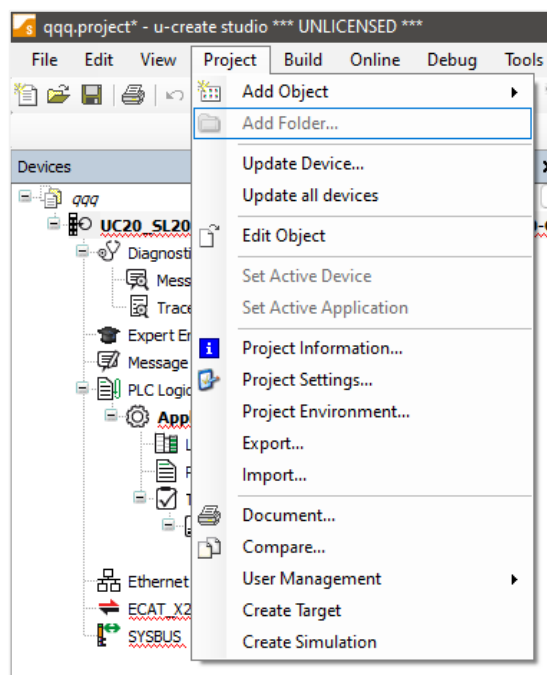 qqq.project* - u-create studio *** UNLICENSED ***
File Edit View Project Build Online Debug Tools
Add Object
Add Folder...
Devices
Update Device...
qqq
Update all devices
UC20_SL20
Edit Object
Diagnosti
Mess
Set Active Device
Trace
Set Active Application
Expert Er
Project Information...
Message
Project Settings...
PLC Logic
Project Environment...
Appl
Export...
Import...
Document...
Compare...
Ethernet
User Management
ECAT_X2
Create Target
SYSBUS
Create Simulation